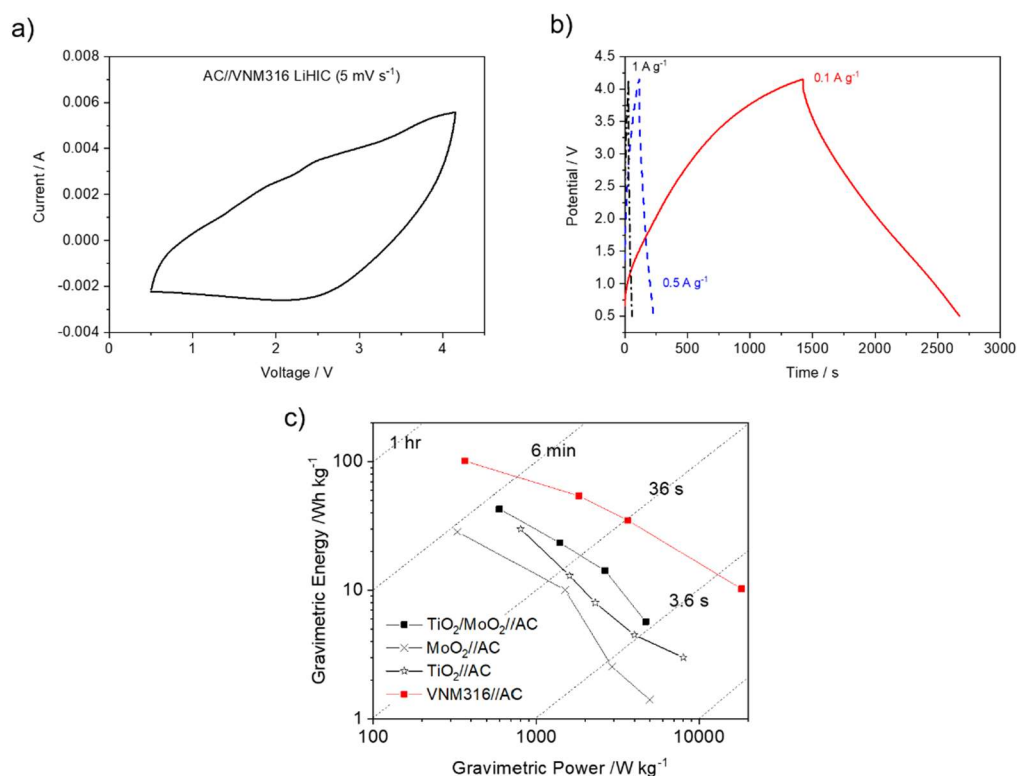 a)
AC//VNM316 LiHIC (5 mV s⁻¹)
0.008
0.006
0.004
0.002
0.000
-0.002
-0.004
Current / A
0 1 2 3 4
Voltage / V
b)
1 A g⁻¹
0.1 A g⁻¹
0.5 A g⁻¹
4.5
4.0
3.5
3.0
2.5
2.0
1.5
1.0
0.5
Potential / V
0 500 1000 1500 2000 2500 3000
Time / s
c)
1 hr
6 min
36 s
3.6 s
100
10
1
Gravimetric Energy /Wh kg⁻¹
TiO₂/MoO₂//AC
MoO₂//AC
TiO₂//AC
VNM316//AC
100 1000 10000
Gravimetric Power /W kg⁻¹